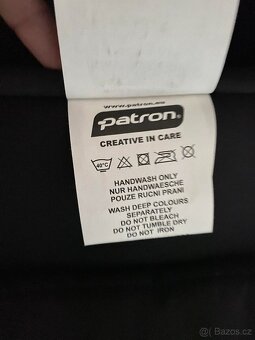 www.patron.eu
Patron
CREATIVE IN CARE
40°C
HANDWASH ONLY
NUR HANDWAESCHE
POUZE RUCNI PRANI
WASH DEEP COLOURS
SEPARATELY
DO NOT BLEACH
DO NOT TUMBLE DRY
DO NOT IRON
sbazoš.cz